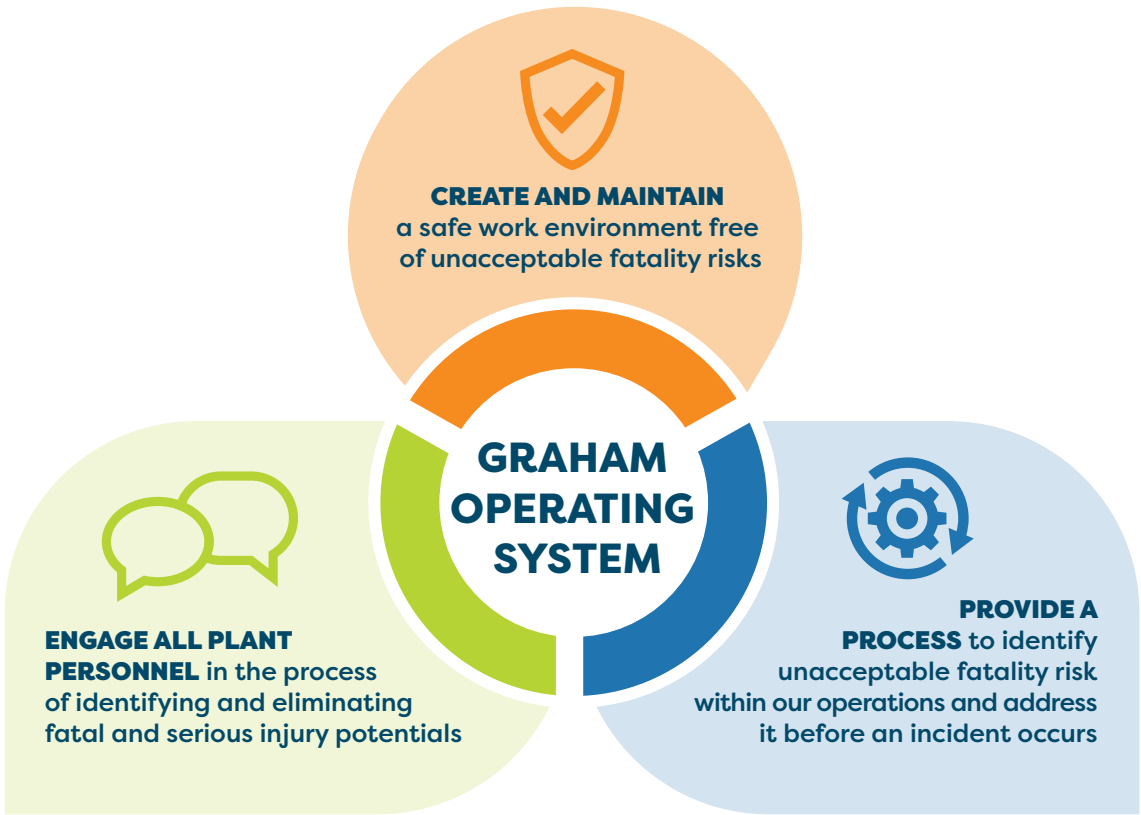 CREATE AND MAINTAIN
a safe work environment free
of unacceptable fatality risks
GRAHAM
OPERATING
SYSTEM
ENGAGE ALL PLANT
PERSONNEL in the process
of identifying and eliminating
fatal and serious injury potentials
PROVIDE A
PROCESS to identify
unacceptable fatality risk
within our operations and address
it before an incident occurs